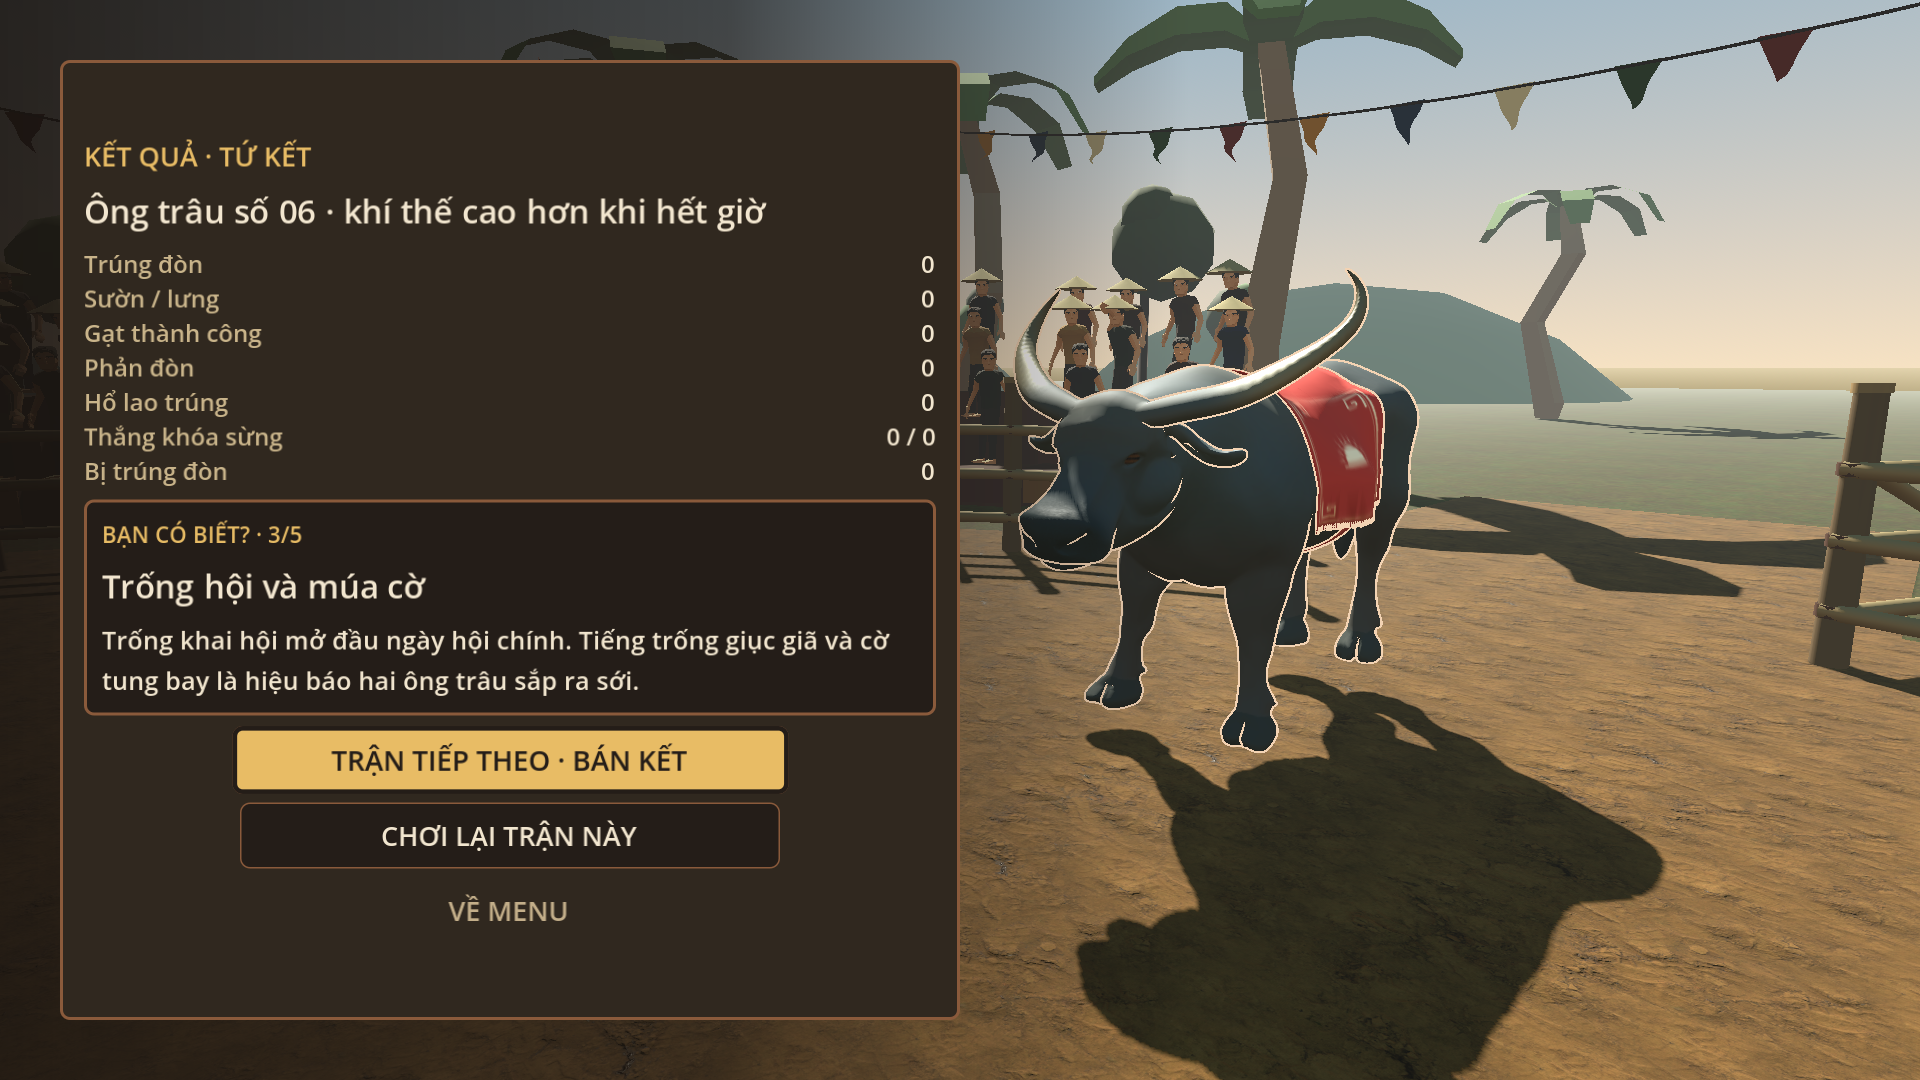 KẾT QUẢ · TỨ KẾT
Ông trâu số 06 · khí thế cao hơn khi hết giờ
Trúng đòn 0
Sườn / lưng 0
Gạt thành công 0
Phản đòn 0
Hổ lao trúng 0
Thắng khóa sừng 0 / 0
Bị trúng đòn 0
BẠN CÓ BIẾT? · 3/5
Trống hội và múa cờ
Trống khai hội mở đầu ngày hội chính. Tiếng trống giục giã và cờ
tung bay là hiệu báo hai ông trâu sắp ra sới.
TRẬN TIẾP THEO · BÁN KẾT
CHƠI LẠI TRẬN NÀY
VỀ MENU